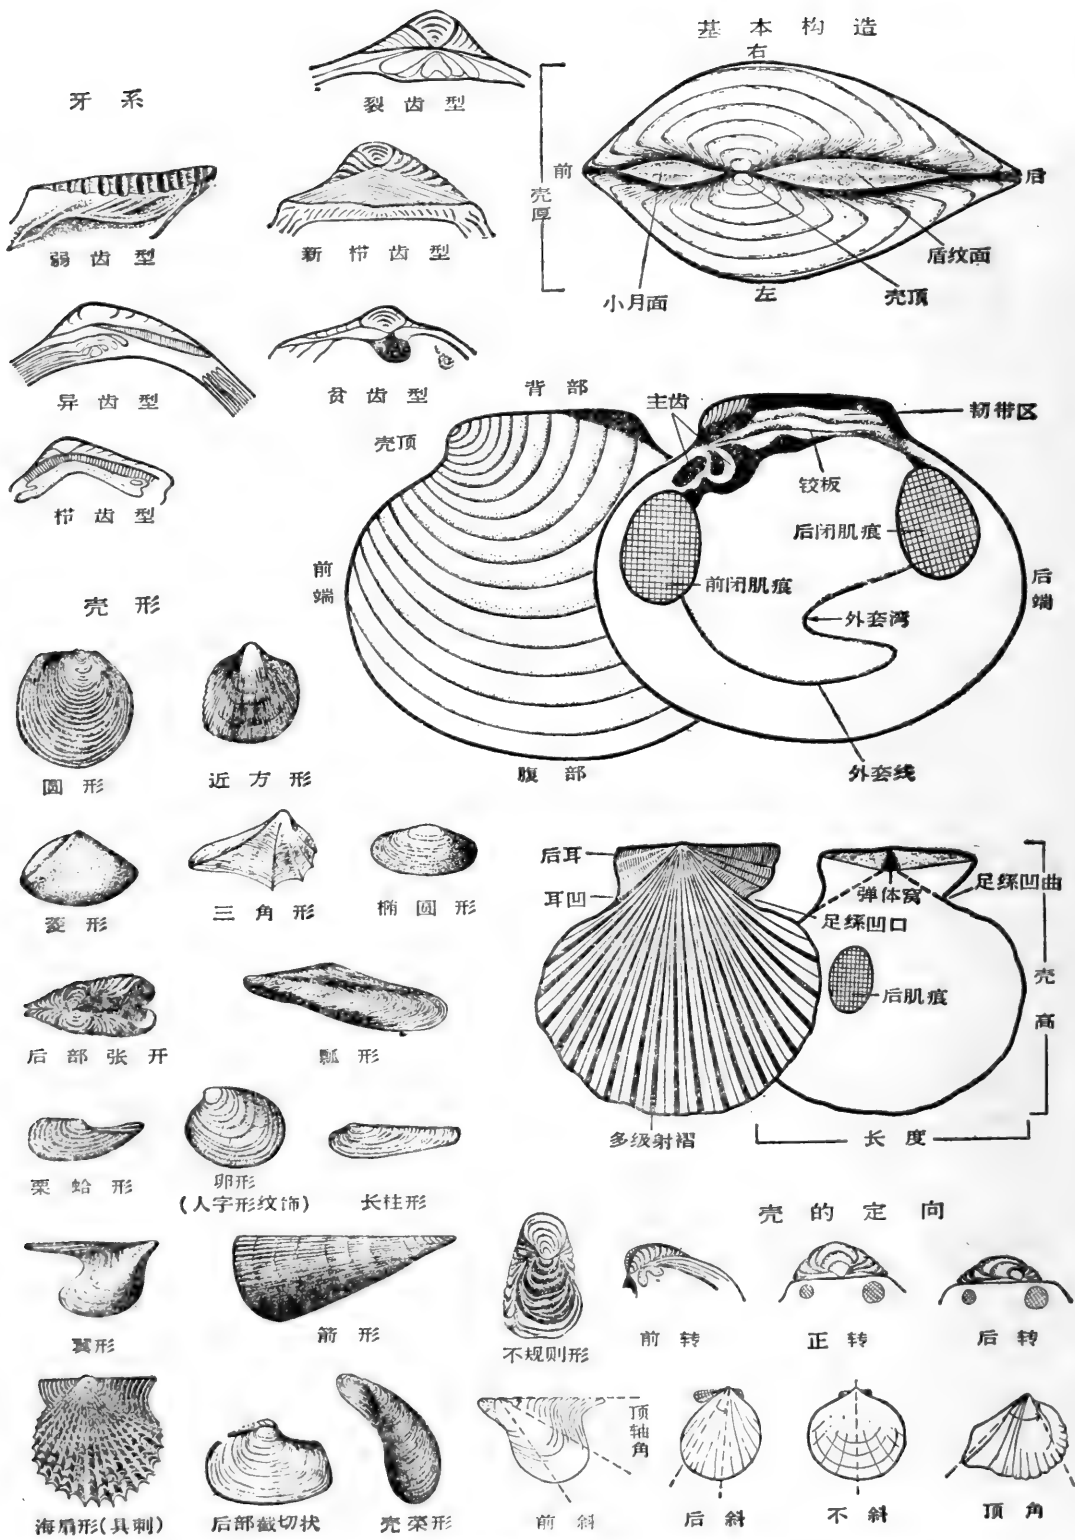 基本构造
右
裂齿型
牙系
前
壳厚
后
弱齿型
新栉齿型
盾纹面
小月面
左
壳顶
异齿型
贫齿型
背部
主齿
韧带区
壳顶
铰板
栉齿型
后闭肌痕
前端
前闭肌痕
后端
外套湾
壳形
圆形
近方形
腹部
外套线
菱形
三角形
椭圆形
后耳
耳凹
弹体窝
足丝凹曲
足丝凹口
壳高
后肌痕
后部张开
瓢形
多级射褶
长度
栗蛤形
卵形
(人字形纹饰)
长柱形
壳的定向
翼形
箭形
不规则形
前转
正转
后转
顶轴角
海扇形(具刺)
后部截切状
壳菜形
前斜
后斜
不斜
顶角